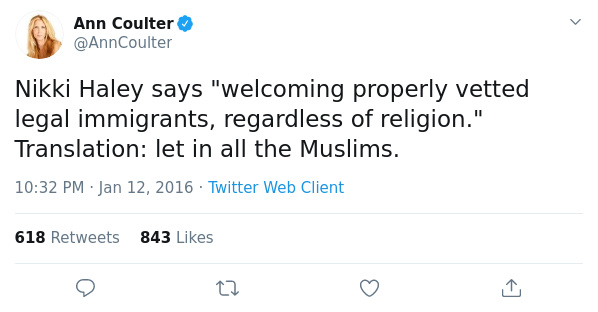 Ann Coulter
@AnnCoulter
Nikki Haley says "welcoming properly vetted
legal immigrants, regardless of religion."
Translation: let in all the Muslims.
10:32 PM · Jan 12, 2016 · Twitter Web Client
618 Retweets 843 Likes